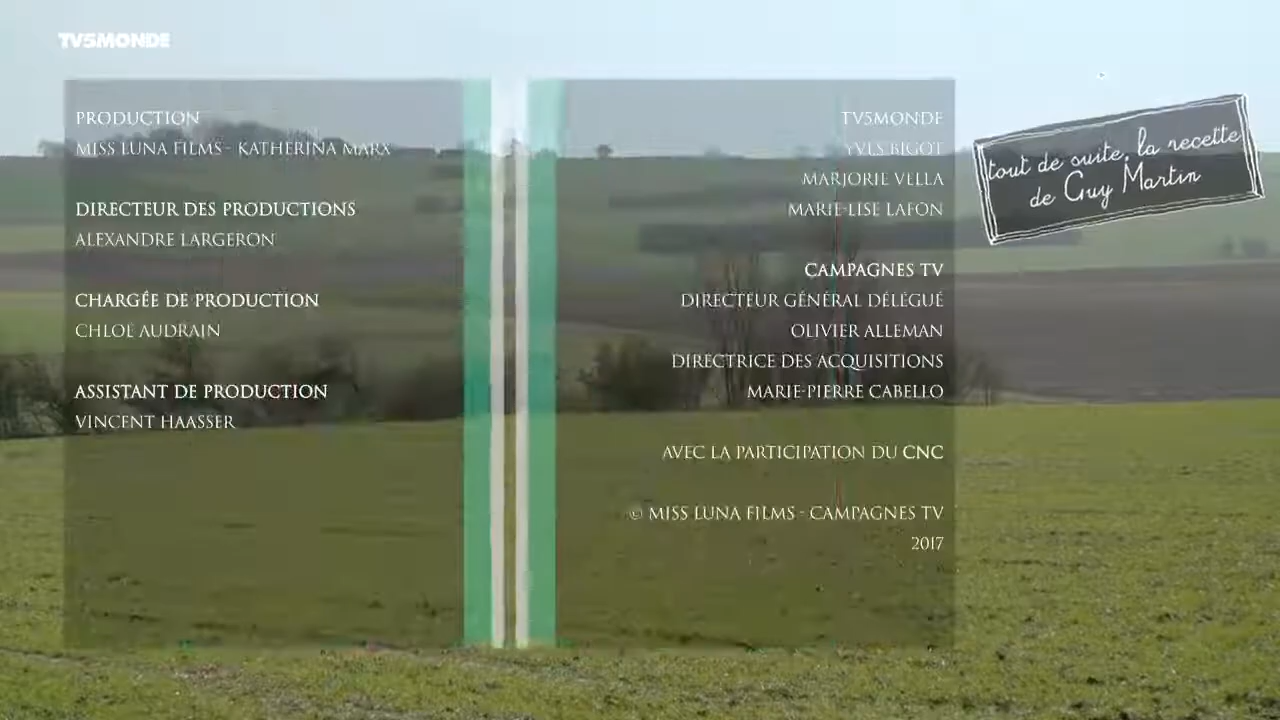 TV5MONDE
PRODUCTION
MISS LUNA FILMS - KATHERINA MARX
DIRECTEUR DES PRODUCTIONS
ALEXANDRE LARGERON
CHARGÉE DE PRODUCTION
CHLOÉ AUDRAIN
ASSISTANT DE PRODUCTION
VINCENT HAASSER
TV5MONDE
YVES BIGOT
MARJORIE VELLA
MARIE-LISE LAFON
CAMPAGNES TV
DIRECTEUR GÉNÉRAL DÉLÉGUÉ
OLIVIER ALLEMAN
DIRECTRICE DES ACQUISITIONS
MARIE-PIERRE CABELLO
AVEC LA PARTICIPATION DU CNC
© MISS LUNA FILMS - CAMPAGNES TV
2017
tout de suite, la recette
de Guy Martin